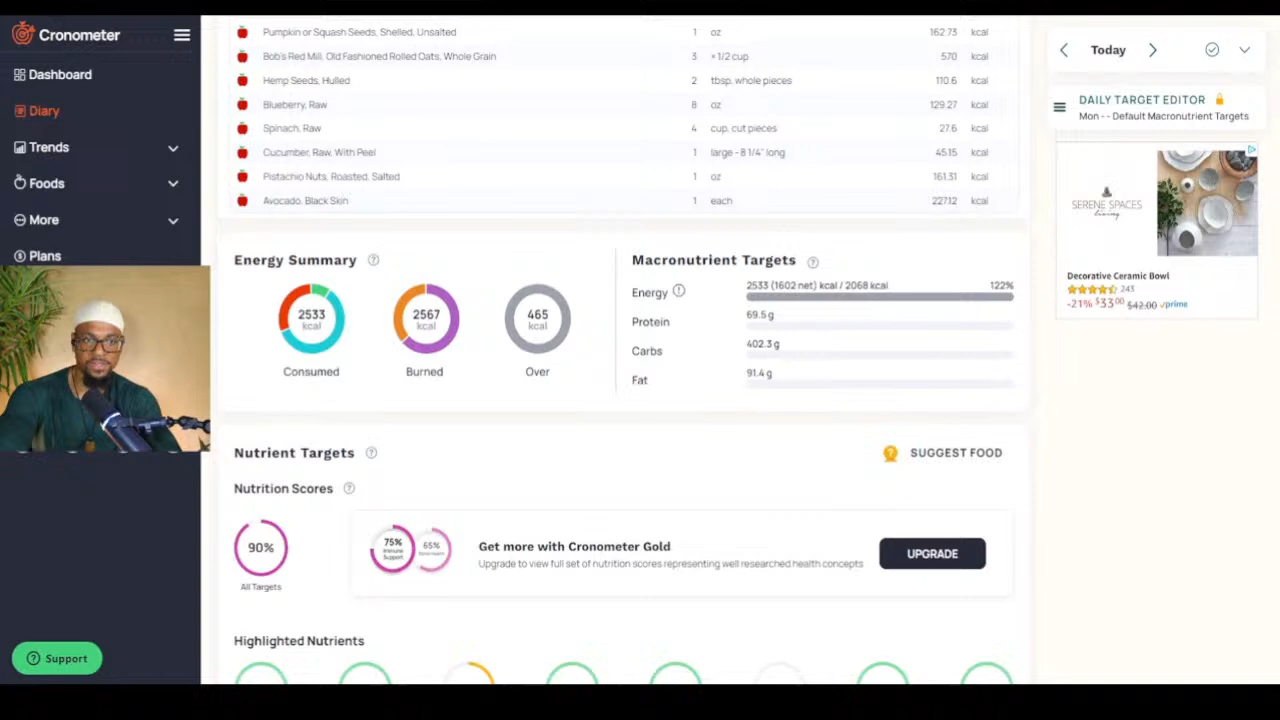 Cronometer
Dashboard
Diary
Trends
Foods
More
Plans
Support
Pumpkin or Squash Seeds, Shelled, Unsalted 1 oz 162.73 kcal
Bob's Red Mill, Old Fashioned Rolled Oats, Whole Grain 3 × 1/2 cup 570 kcal
Hemp Seeds, Hulled 2 tbsp, whole pieces 110.6 kcal
Blueberry, Raw 8 oz 129.27 kcal
Spinach, Raw 4 cup, cut pieces 27.6 kcal
Cucumber, Raw, With Peel 1 large - 8 1/4" long 45.15 kcal
Pistachio Nuts, Roasted, Salted 1 oz 161.31 kcal
Avocado, Black Skin 1 each 227.12 kcal
Energy Summary ?
2533 kcal
2567 kcal
465 kcal
Consumed
Burned
Over
Macronutrient Targets ?
Energy 2533 (1602 net) kcal / 2068 kcal 122%
Protein 69.5 g
Carbs 402.3 g
Fat 91.4 g
Nutrient Targets ?
SUGGEST FOOD
Nutrition Scores ?
90%
All Targets
75%
Immune
Support
65%
Get more with Cronometer Gold
Upgrade to view full set of nutrition scores representing well researched health concepts
UPGRADE
Highlighted Nutrients
Today
DAILY TARGET EDITOR
Mon - - Default Macronutrient Targets
SERENE SPACES
living
Decorative Ceramic Bowl
243
-21% $33.00 $42.00 prime